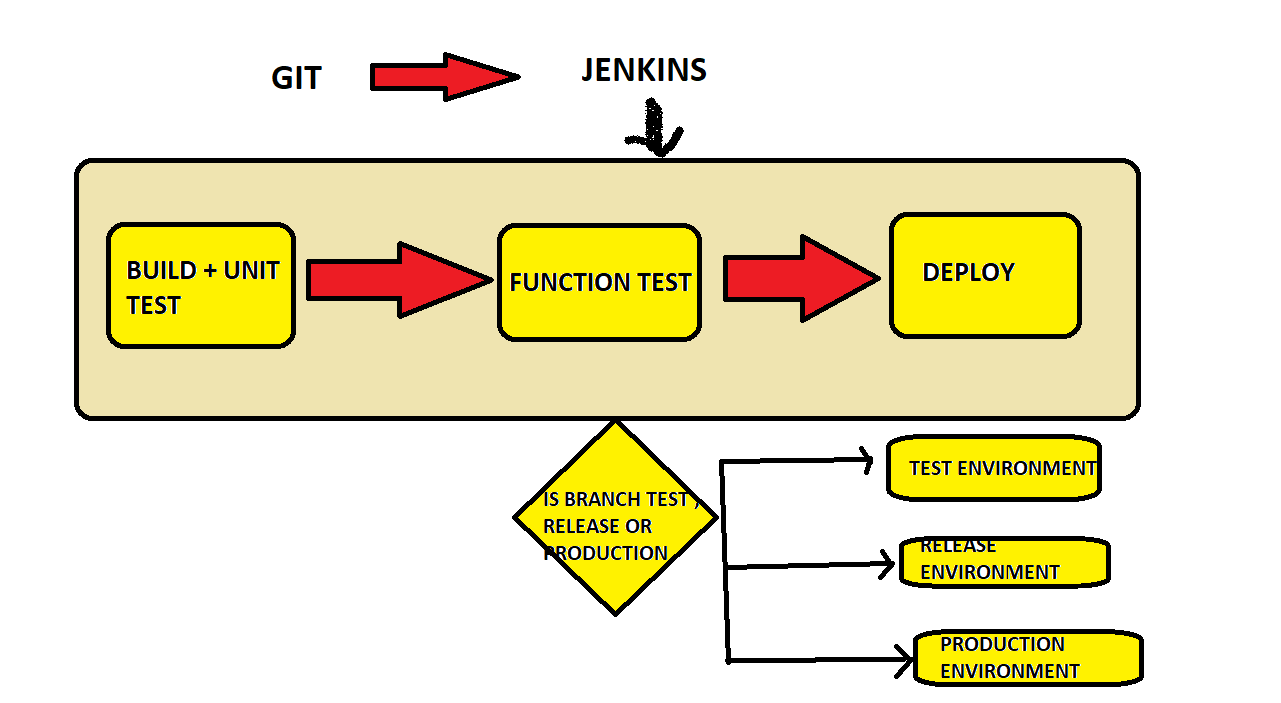 GIT
JENKINS
BUILD + UNIT
TEST
FUNCTION TEST
DEPLOY
IS BRANCH TEST ,
RELEASE OR
PRODUCTION
TEST ENVIRONMENT
RELEASE
ENVIRONMENT
PRODUCTION
ENVIRONMENT